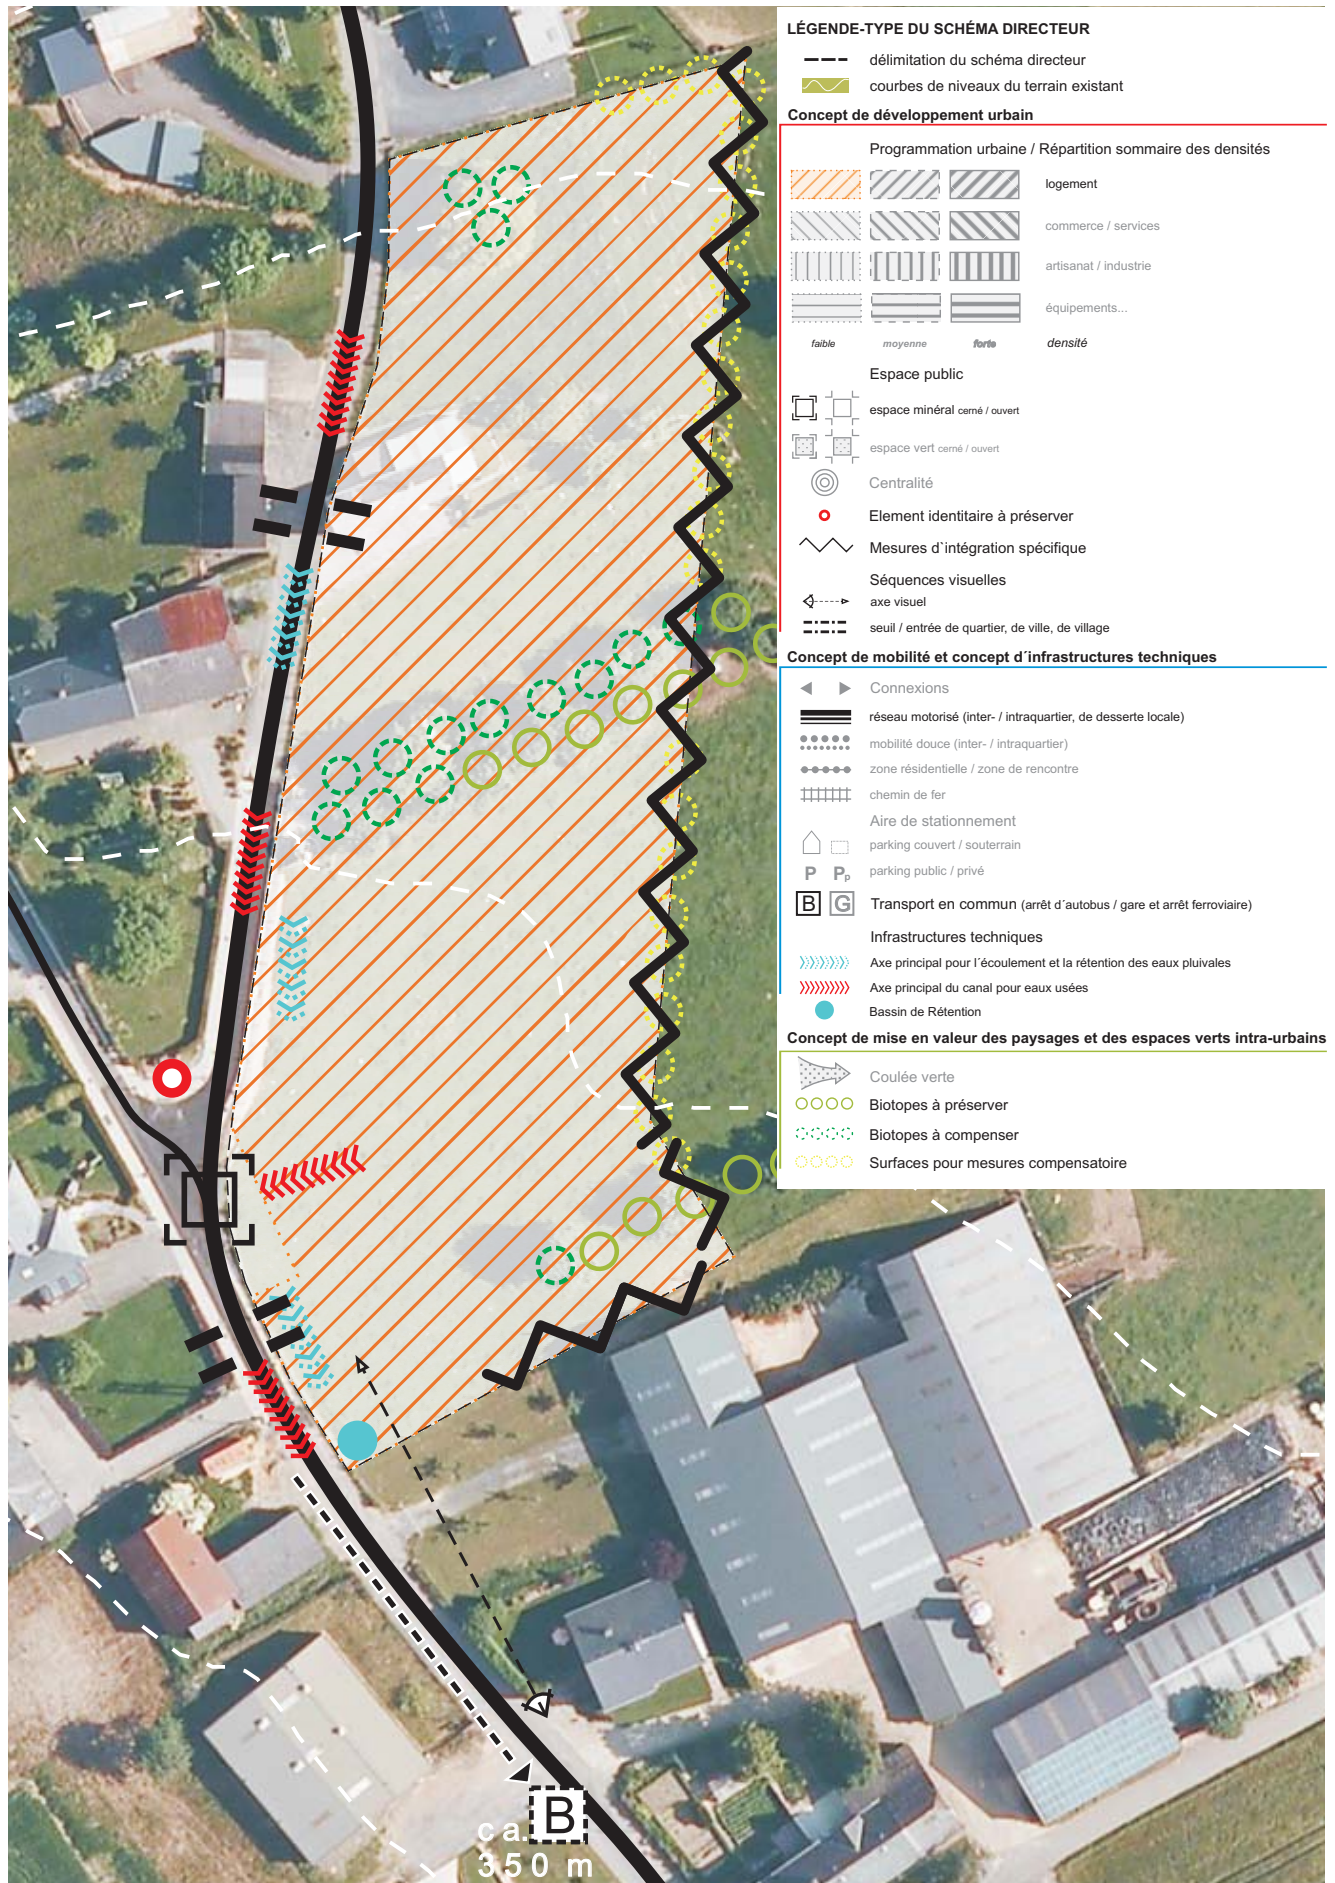 LÉGENDE-TYPE DU SCHÉMA DIRECTEUR
délimitation du schéma directeur
courbes de niveaux du terrain existant
Concept de développement urbain
Programmation urbaine / Répartition sommaire des densités
logement
commerce / services
artisanat / industrie
équipements...
faible moyenne forte densité
Espace public
espace minéral cerné / ouvert
espace vert cerné / ouvert
Centralité
Element identitaire à préserver
Mesures d`intégration spécifique
Séquences visuelles
axe visuel
seuil / entrée de quartier, de ville, de village
Concept de mobilité et concept d´infrastructures techniques
Connexions
réseau motorisé (inter- / intraquartier, de desserte locale)
mobilité douce (inter- / intraquartier)
zone résidentielle / zone de rencontre
chemin de fer
Aire de stationnement
parking couvert / souterrain
P Pp parking public / privé
B G Transport en commun (arrêt d´autobus / gare et arrêt ferroviaire)
Infrastructures techniques
Axe principal pour l´écoulement et la rétention des eaux pluivales
Axe principal du canal pour eaux usées
Bassin de Rétention
Concept de mise en valeur des paysages et des espaces verts intra-urbains
Coulée verte
Biotopes à préserver
Biotopes à compenser
Surfaces pour mesures compensatoire
B
ca.
350 m